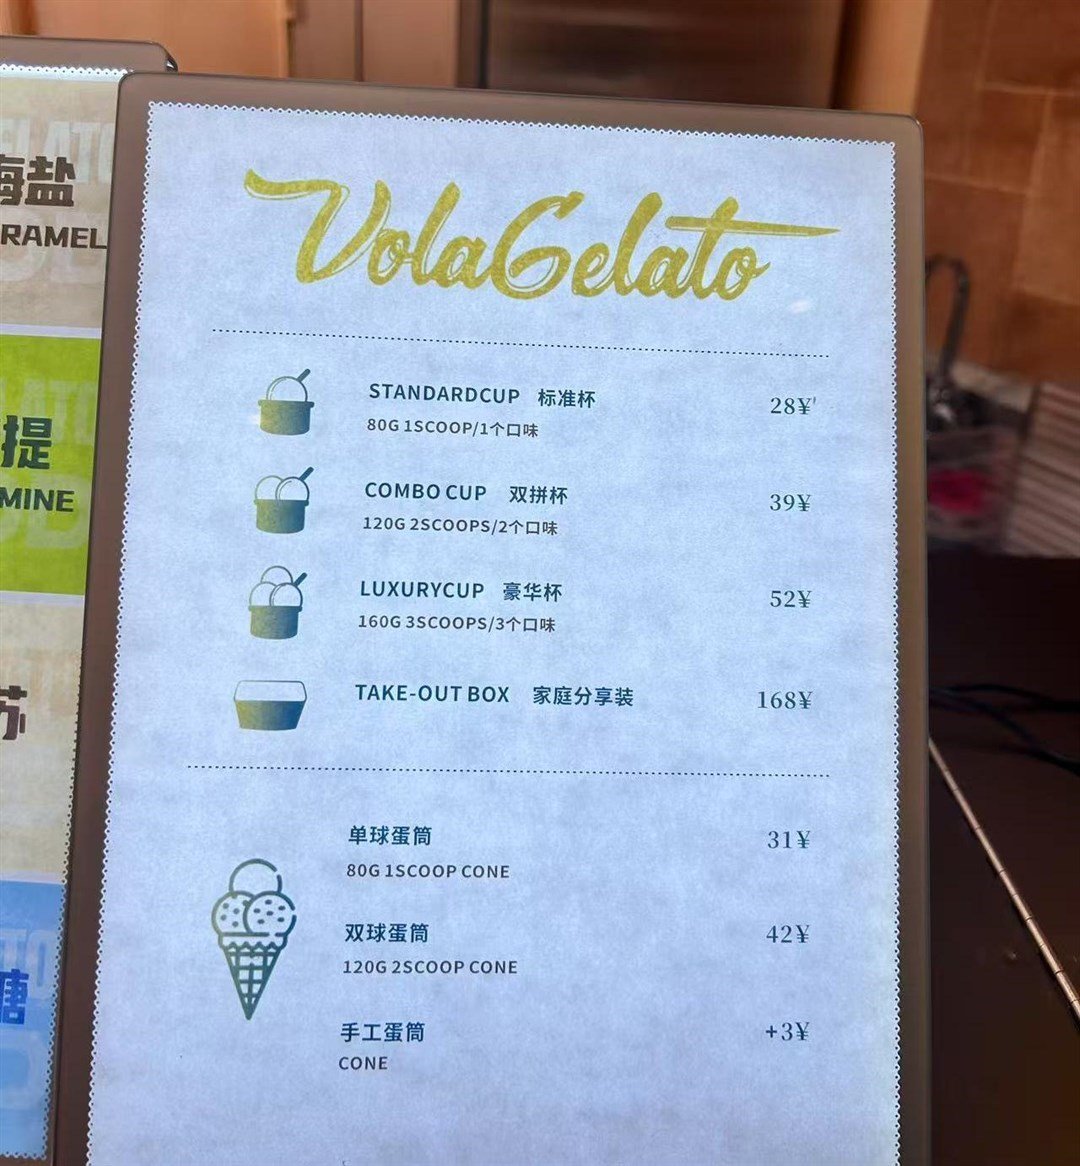 海盐
RAMEL
提
MINE
苏
糖
VolaGelato
STANDARDCUP 标准杯 28¥
80G 1SCOOP/1个口味
COMBO CUP 双拼杯 39¥
120G 2SCOOPS/2个口味
LUXURYCUP 豪华杯 52¥
160G 3SCOOPS/3个口味
TAKE-OUT BOX 家庭分享装 168¥
单球蛋筒 31¥
80G 1SCOOP CONE
双球蛋筒 42¥
120G 2SCOOP CONE
手工蛋筒 +3¥
CONE